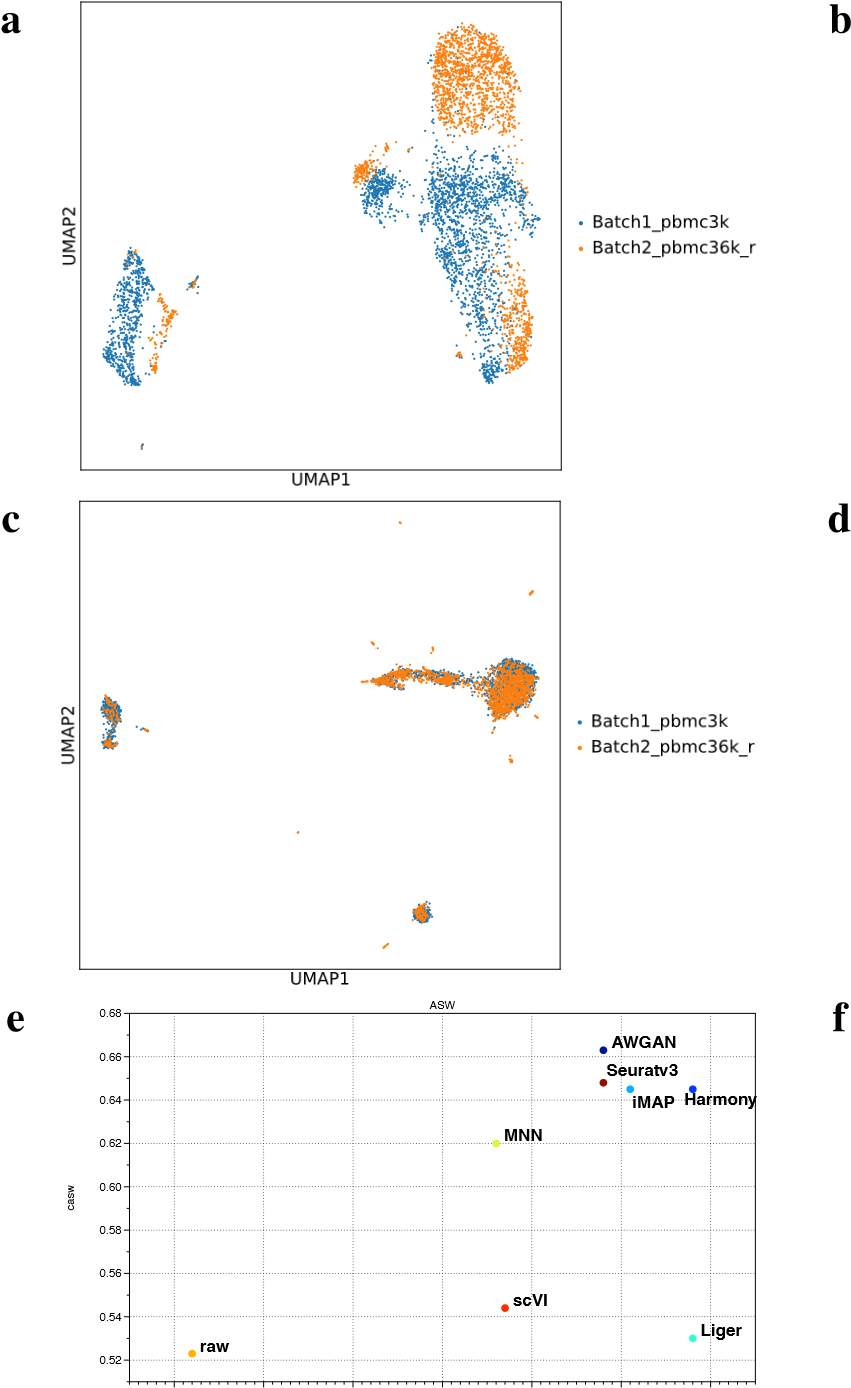 a
b
UMAP2
Batch1_pbmc3k
Batch2_pbmc36k_r
UMAP1
c
d
UMAP2
Batch1_pbmc3k
Batch2_pbmc36k_r
UMAP1
e
f
ASW
0.68
0.66
0.64
0.62
0.60
0.58
0.56
0.54
0.52
casw
AWGAN
Seuratv3
iMAP
Harmony
MNN
scVI
Liger
raw